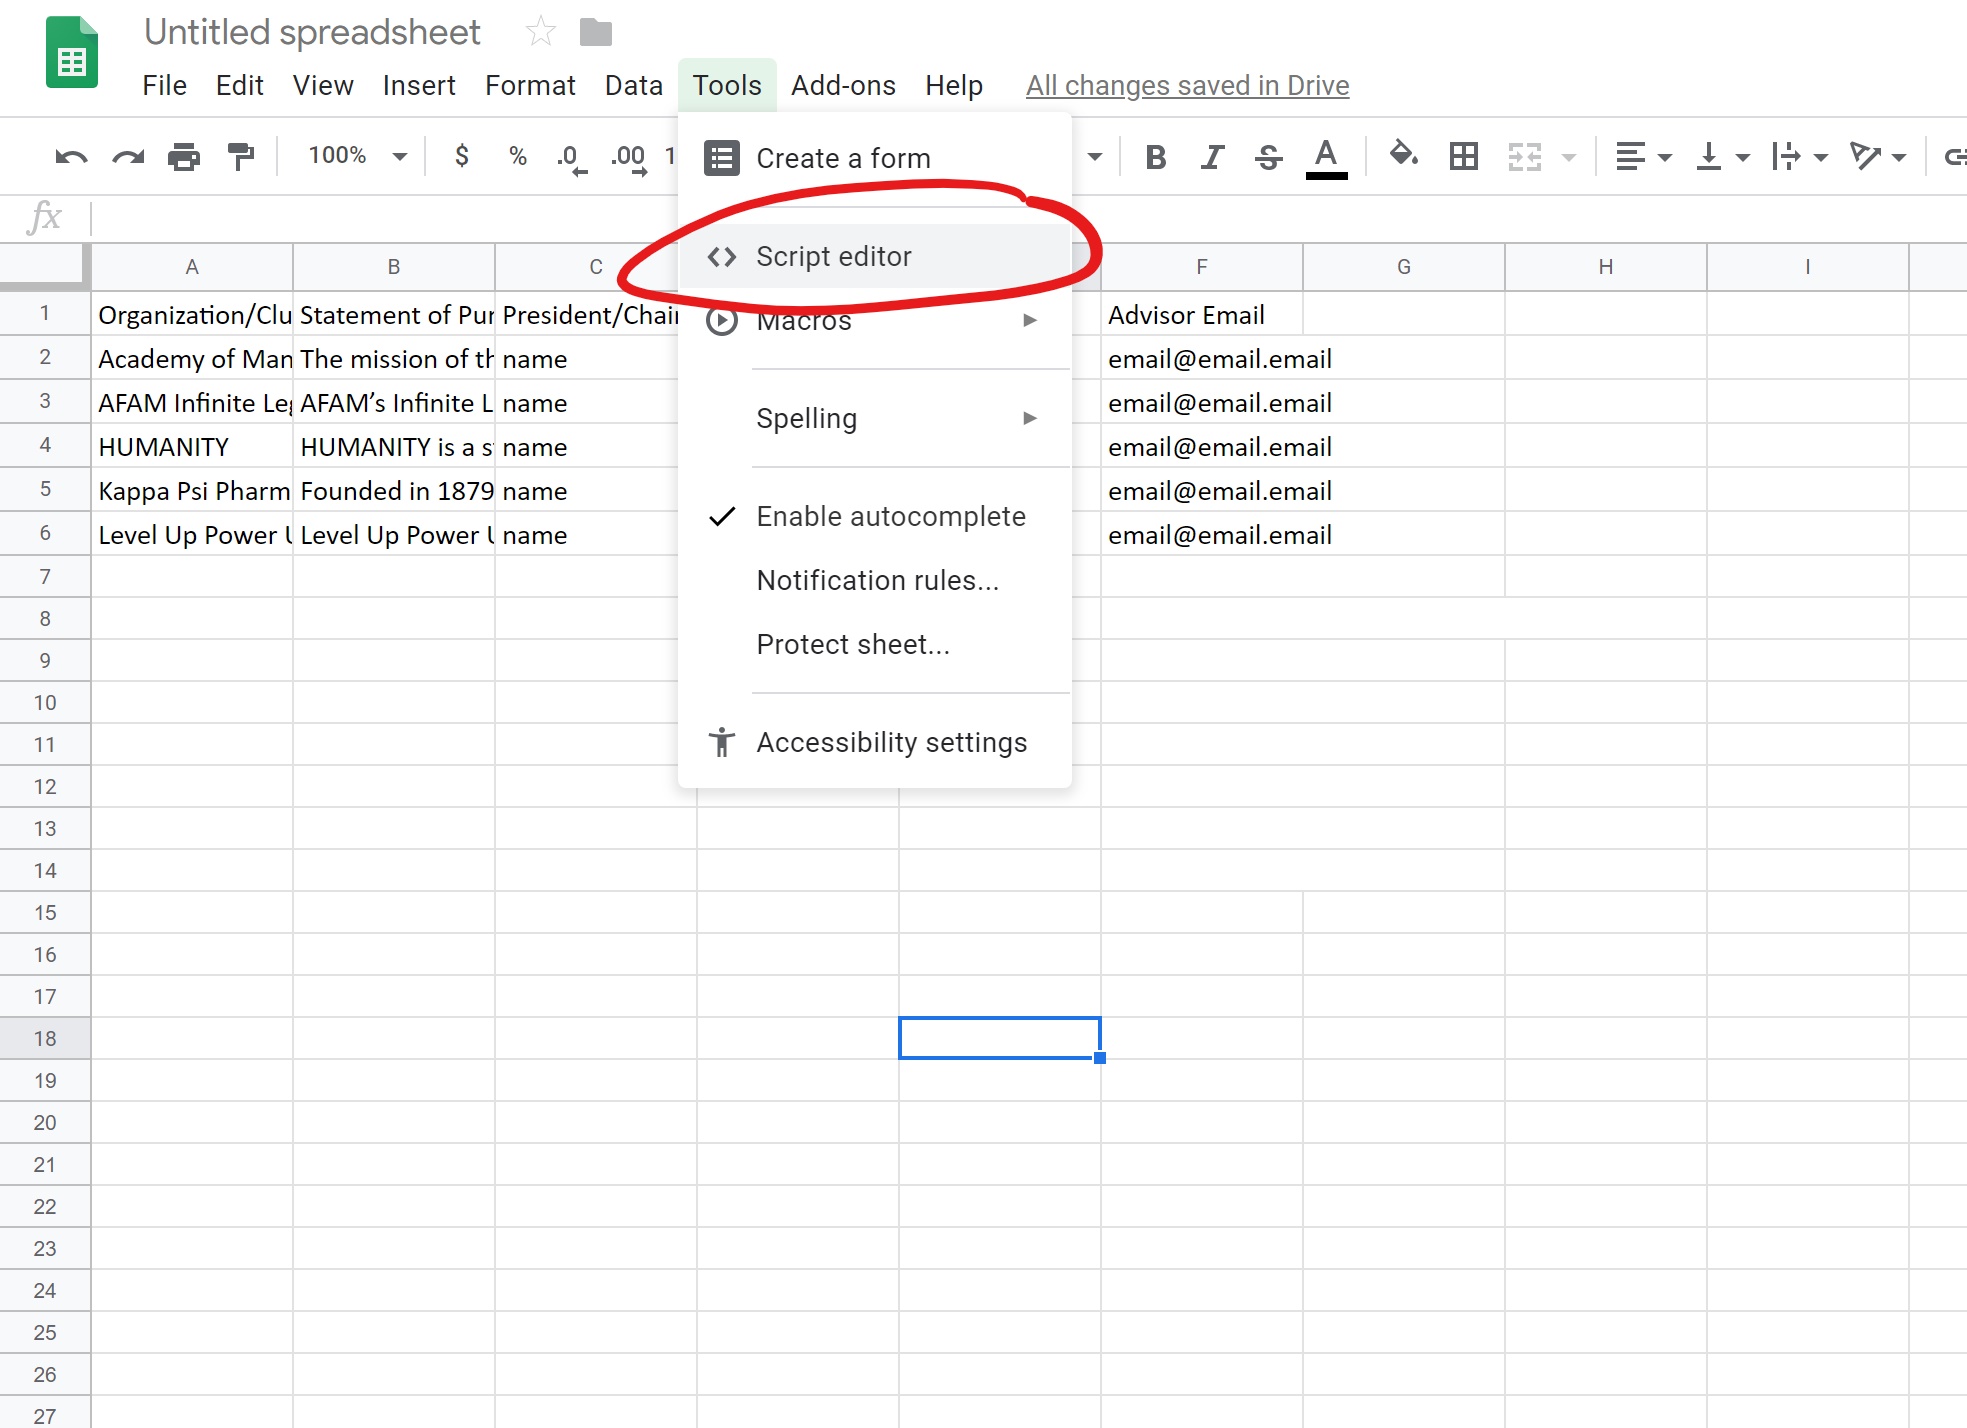 Untitled spreadsheet
File Edit View Insert Format Data Tools Add-ons Help All changes saved in Drive
100% $ % .0 .00 1 B I S A
Create a form
fx
Script editor
A B C F G H I
1 Organization/Clu Statement of Pur President/Chair Advisor Email
Macros
2 Academy of Man The mission of th name email@email.email
3 AFAM Infinite Leg AFAM’s Infinite L name email@email.email
Spelling
4 HUMANITY HUMANITY is a st name email@email.email
5 Kappa Psi Pharm Founded in 1879 name email@email.email
Enable autocomplete
6 Level Up Power U Level Up Power U name email@email.email
7 Notification rules...
8
Protect sheet...
9
10
11 Accessibility settings
12
13
14
15
16
17
18
19
20
21
22
23
24
25
26
27